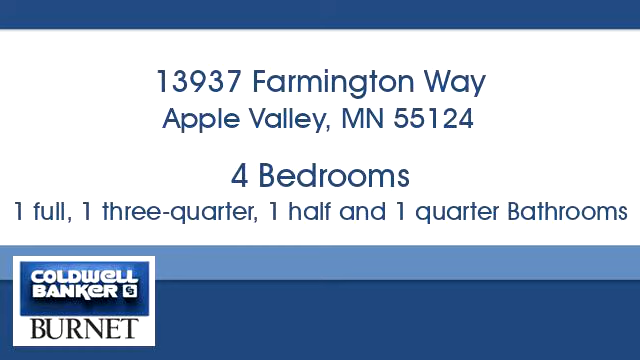 13937 Farmington Way
Apple Valley, MN 55124
4 Bedrooms
1 full, 1 three-quarter, 1 half and 1 quarter Bathrooms
COLDWELL
BANKER
BURNET